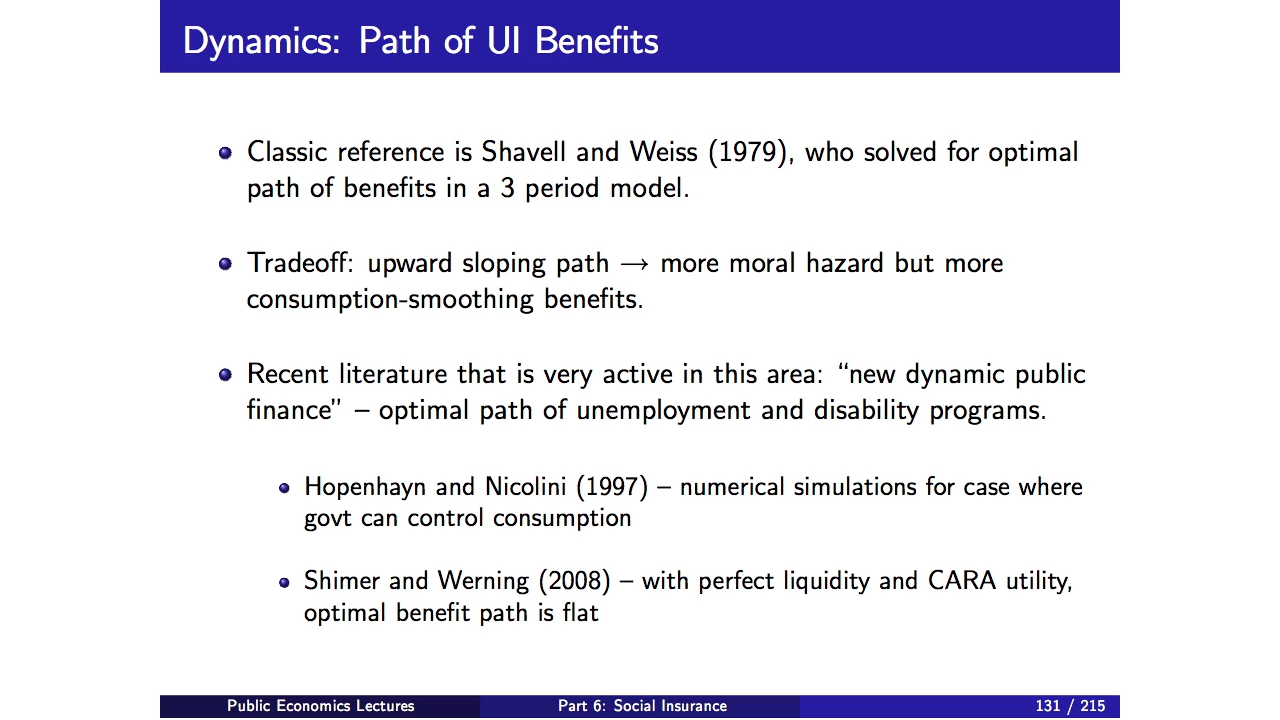 Dynamics: Path of UI Benefits
Classic reference is Shavell and Weiss (1979), who solved for optimal
path of benefits in a 3 period model.
Tradeoff: upward sloping path → more moral hazard but more
consumption-smoothing benefits.
Recent literature that is very active in this area: “new dynamic public
finance” – optimal path of unemployment and disability programs.
Hopenhayn and Nicolini (1997) – numerical simulations for case where
govt can control consumption
Shimer and Werning (2008) – with perfect liquidity and CARA utility,
optimal benefit path is flat
Public Economics Lectures Part 6: Social Insurance 131 / 215